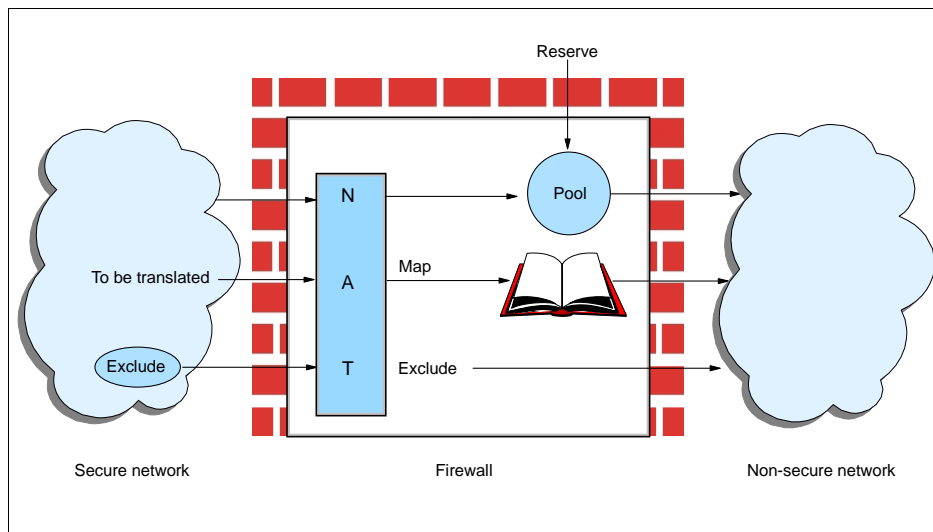 Reserve
N
Pool
To be translated
A
Map
Exclude
T
Exclude
Secure network
Firewall
Non-secure network